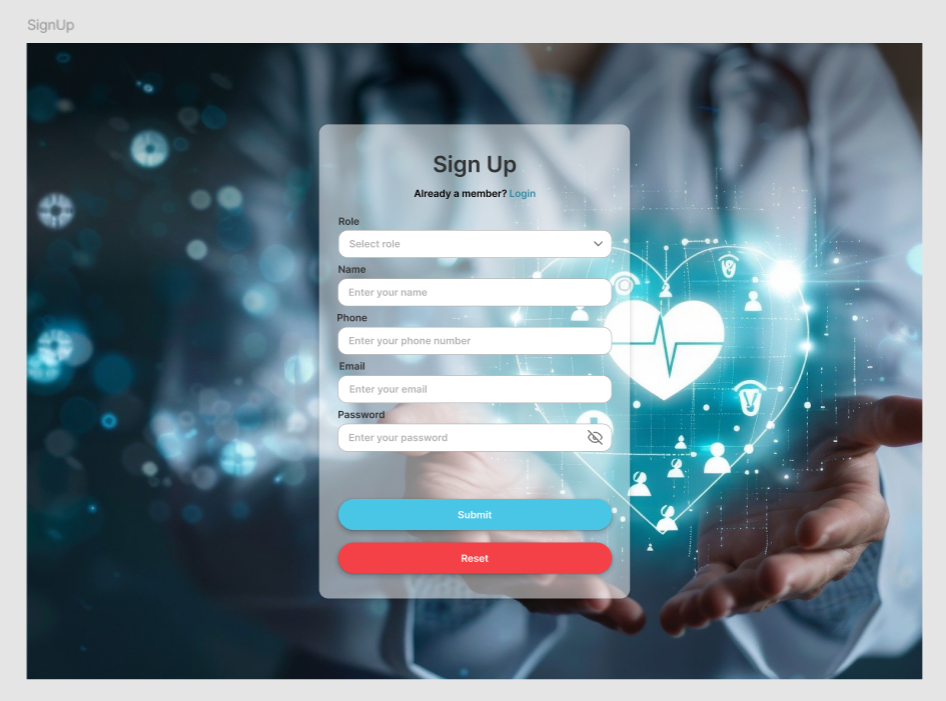 SignUp
Sign Up
Already a member? Login
Role
Select role
Name
Enter your name
Phone
Enter your phone number
Email
Enter your email
Password
Enter your password
Submit
Reset